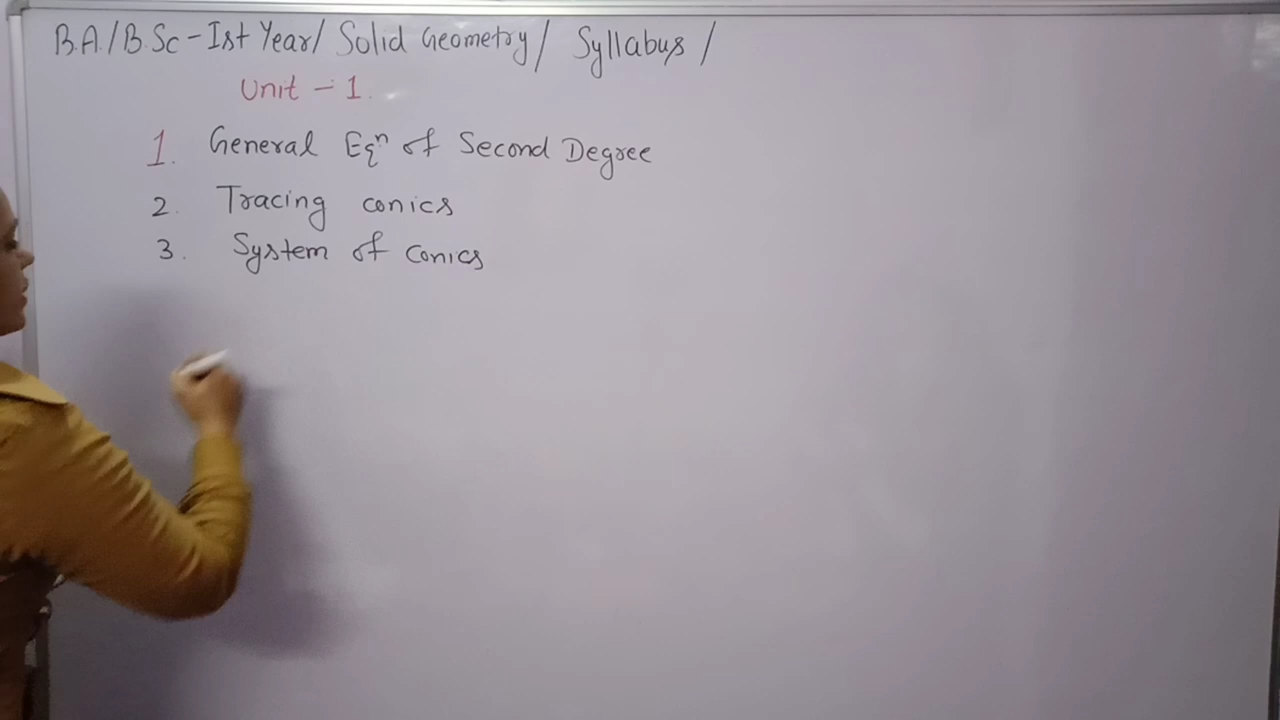 B.A./B.Sc - Ist Year/ Solid Geometry/ Syllabus /
Unit - 1.
1. General Eqⁿ of Second Degree
2. Tracing conics
3. System of Conics